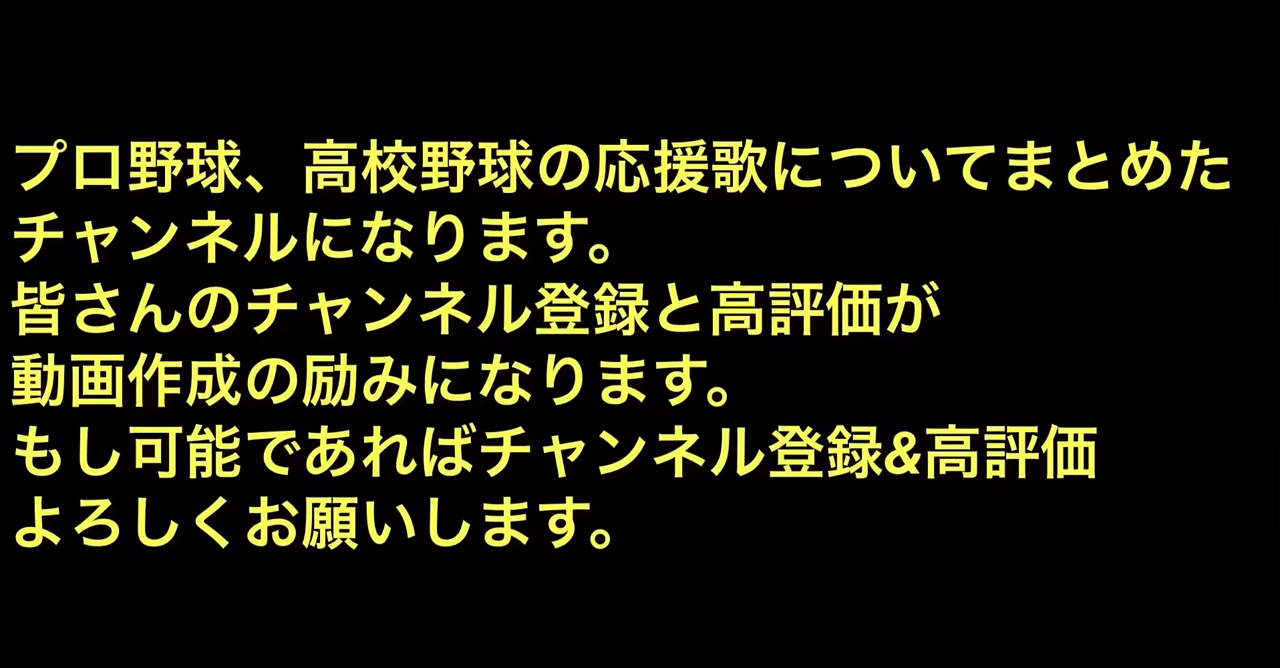 プロ野球、高校野球の応援歌についてまとめた
チャンネルになります。
皆さんのチャンネル登録と高評価が
動画作成の励みになります。
もし可能であればチャンネル登録&高評価
よろしくお願いします。